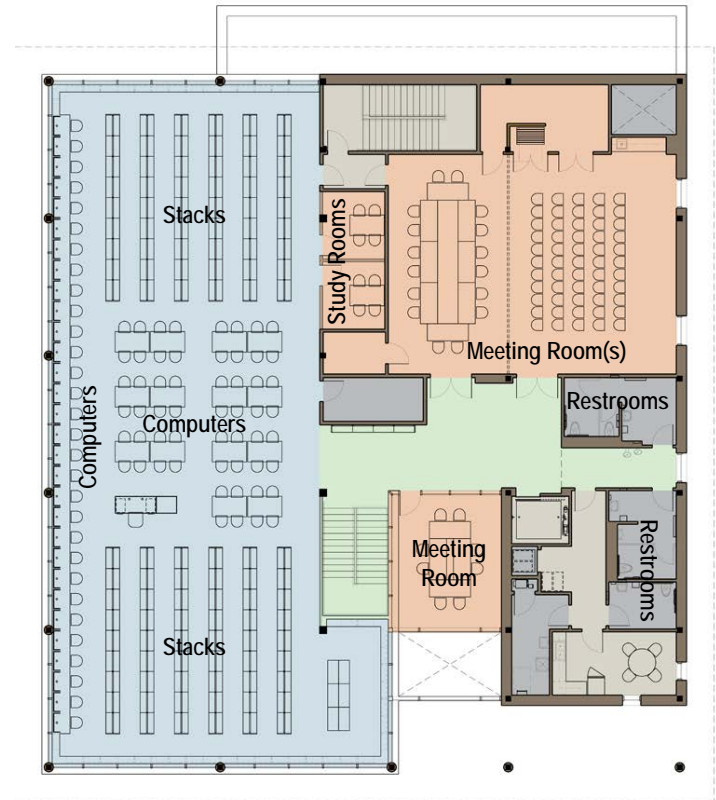 Stacks
Study Rooms
Meeting Room(s)
Restrooms
Computers
Computers
Meeting
Room
Restrooms
Stacks